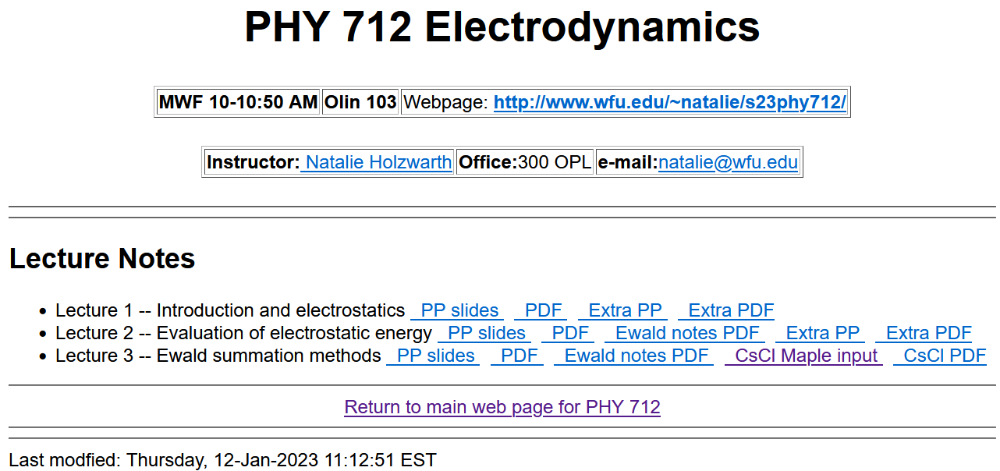 PHY 712 Electrodynamics
MWF 10-10:50 AM Olin 103 Webpage: http://www.wfu.edu/~natalie/s23phy712/
Instructor: Natalie Holzwarth Office:300 OPL e-mail:natalie@wfu.edu
Lecture Notes
• Lecture 1 -- Introduction and electrostatics PP slides PDF Extra PP Extra PDF
• Lecture 2 -- Evaluation of electrostatic energy PP slides PDF Ewald notes PDF Extra PP Extra PDF
• Lecture 3 -- Ewald summation methods PP slides PDF Ewald notes PDF CsCl Maple input CsCl PDF
Return to main web page for PHY 712
Last modfied: Thursday, 12-Jan-2023 11:12:51 EST